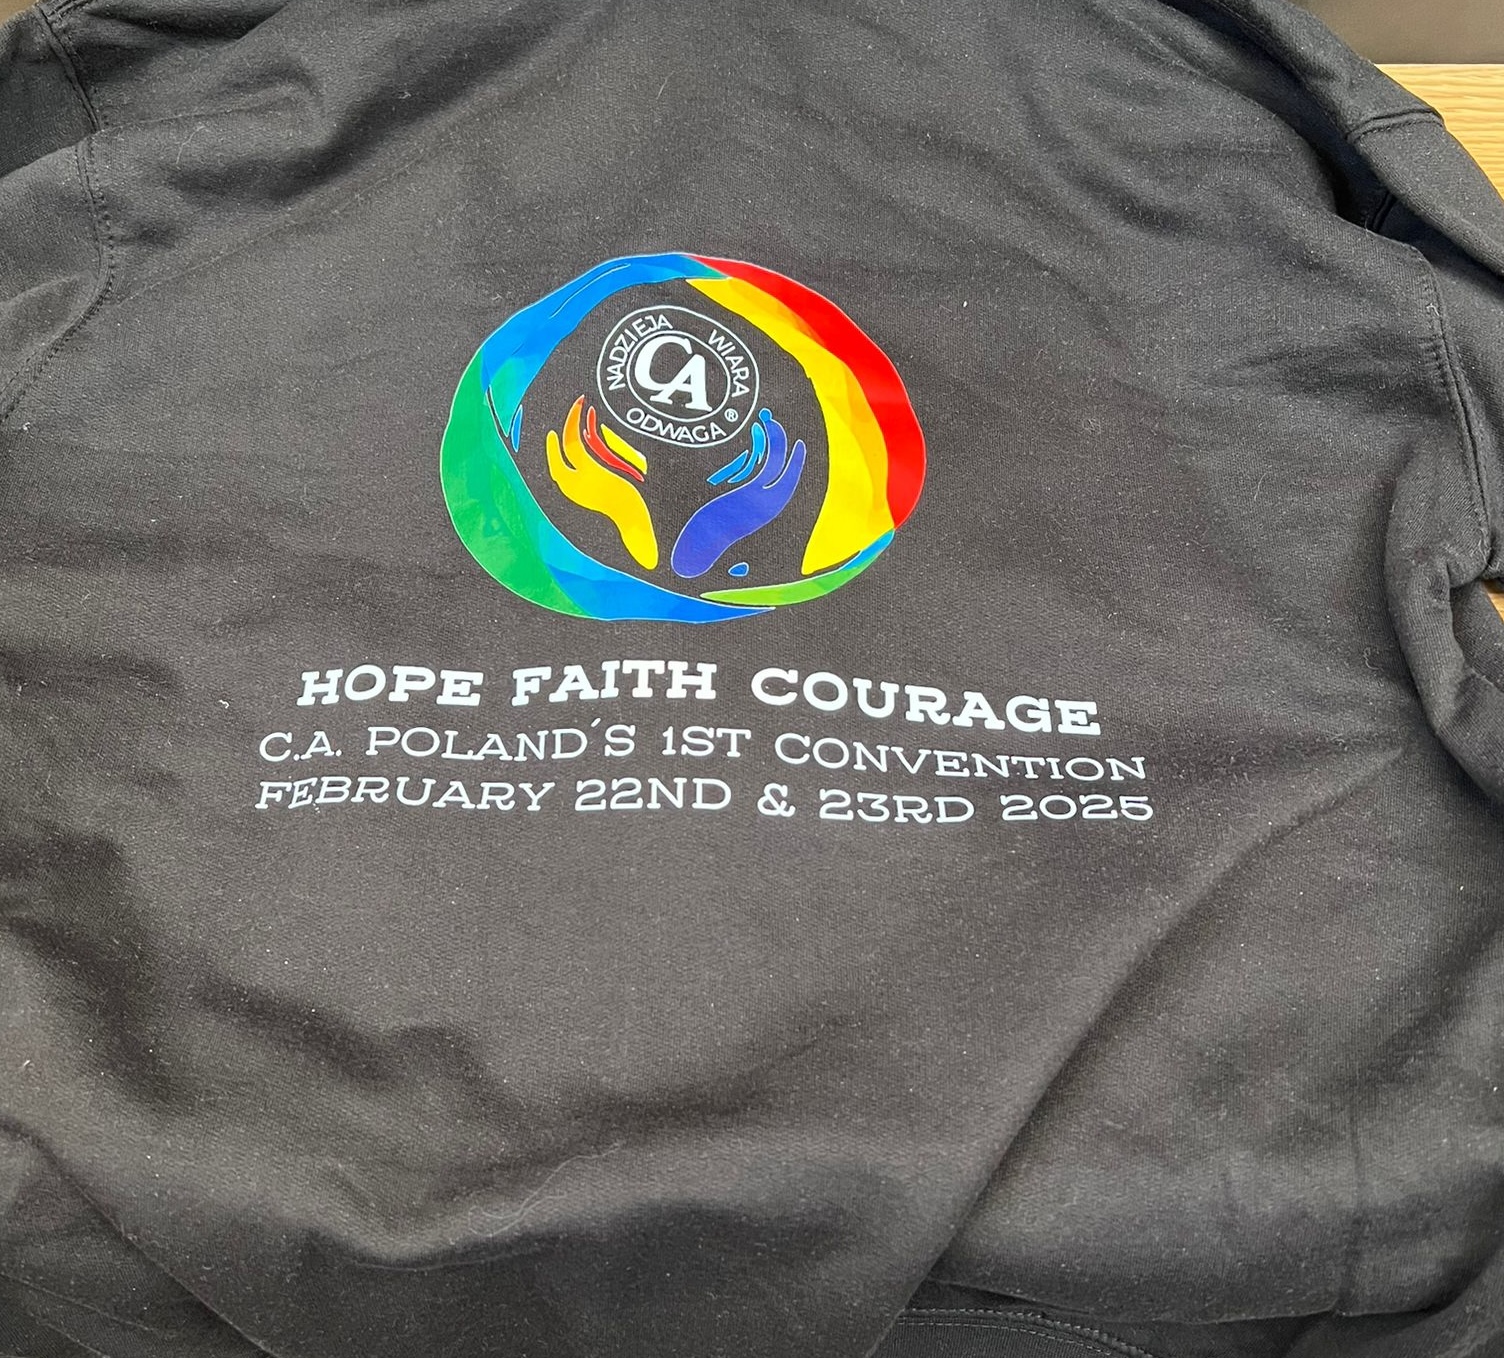 NADZIEJA WIARA
CA
ODWAGA ®
HOPE FAITH COURAGE
C.A. POLAND´S 1ST CONVENTION
FEBRUARY 22ND & 23RD 2025